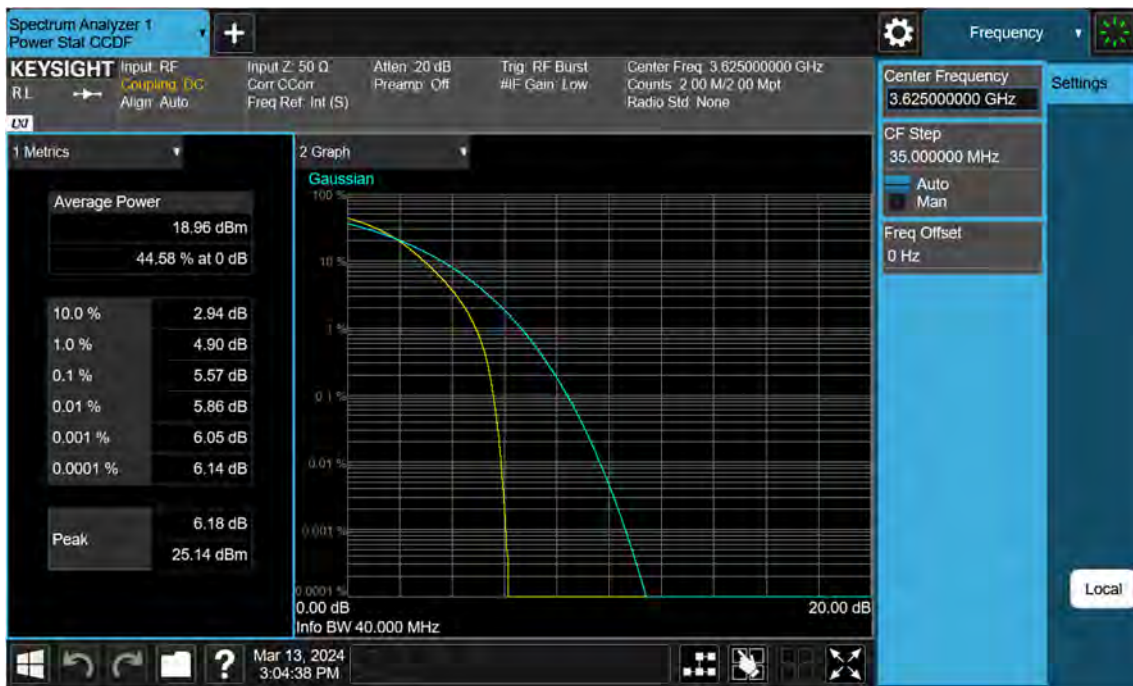 Spectrum Analyzer 1
Power Stat CCDF
+
Frequency
KEYSIGHT
RL
LXI
Input: RF
Coupling: DC
Align: Auto
Input Z: 50 Ω
Corr CCorr
Freq Ref: Int (S)
Atten: 20 dB
Preamp: Off
Trig: RF Burst
#IF Gain: Low
Center Freq: 3.625000000 GHz
Counts: 2.00 M/2.00 Mpt
Radio Std: None
Center Frequency
3.625000000 GHz
Settings
CF Step
35.000000 MHz
Auto
Man
Freq Offset
0 Hz
1 Metrics
Average Power
18.96 dBm
44.58 % at 0 dB
10.0 % 2.94 dB
1.0 % 4.90 dB
0.1 % 5.57 dB
0.01 % 5.86 dB
0.001 % 6.05 dB
0.0001 % 6.14 dB
Peak 6.18 dB
25.14 dBm
2 Graph
Gaussian
100 %
10 %
1 %
0.1 %
0.01 %
0.001 %
0.0001 %
0.00 dB 20.00 dB
Info BW 40.000 MHz
Local
?
Mar 13, 2024
3:04:38 PM